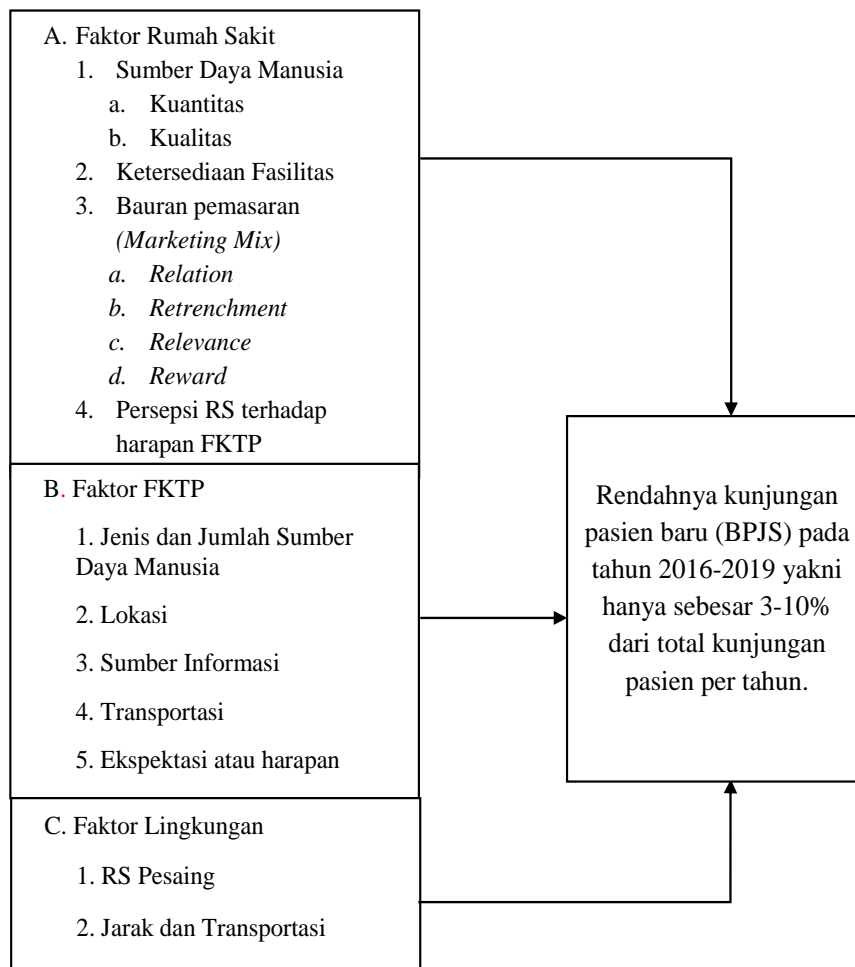 A. Faktor Rumah Sakit
1. Sumber Daya Manusia
a. Kuantitas
b. Kualitas
2. Ketersediaan Fasilitas
3. Bauran pemasaran
(Marketing Mix)
a. Relation
b. Retrenchment
c. Relevance
d. Reward
4. Persepsi RS terhadap
harapan FKTP
B. Faktor FKTP
1. Jenis dan Jumlah Sumber
Daya Manusia
2. Lokasi
3. Sumber Informasi
4. Transportasi
5. Ekspektasi atau harapan
C. Faktor Lingkungan
1. RS Pesaing
2. Jarak dan Transportasi
Rendahnya kunjungan
pasien baru (BPJS) pada
tahun 2016-2019 yakni
hanya sebesar 3-10%
dari total kunjungan
pasien per tahun.